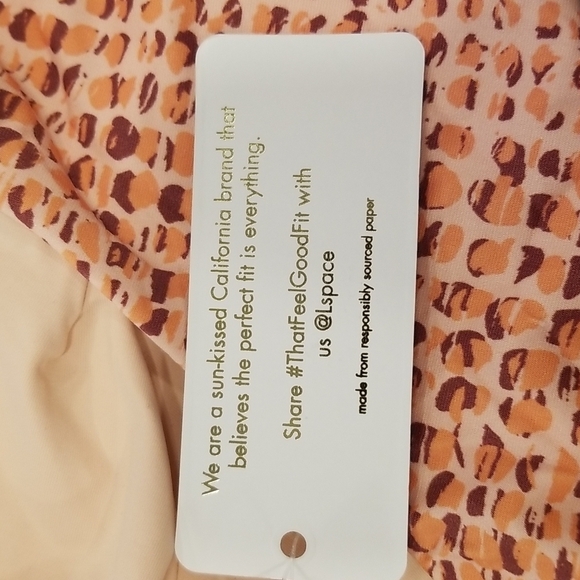 We are a sun-kissed California brand that
believes the perfect fit is everything.
Share #ThatFeelGoodFit with
us @Lspace
made from responsibly sourced paper